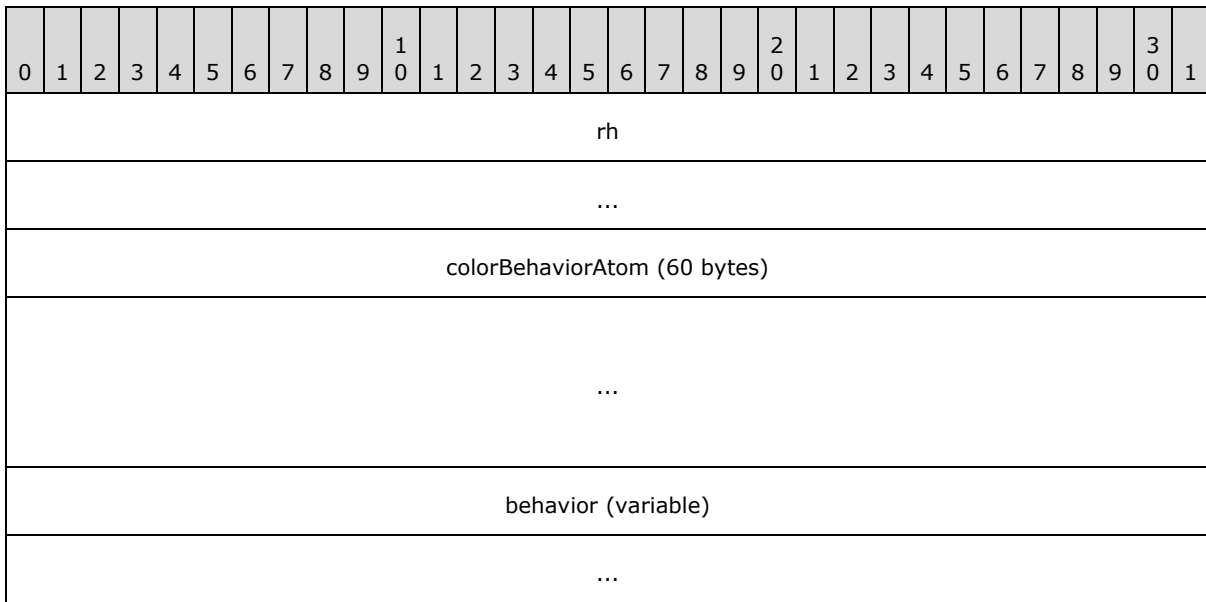 0 1 2 3 4 5 6 7 8 9 1 0 1 2 3 4 5 6 7 8 9 2 0 1 2 3 4 5 6 7 8 9 3 0 1
rh
...
colorBehaviorAtom (60 bytes)
...
behavior (variable)
...